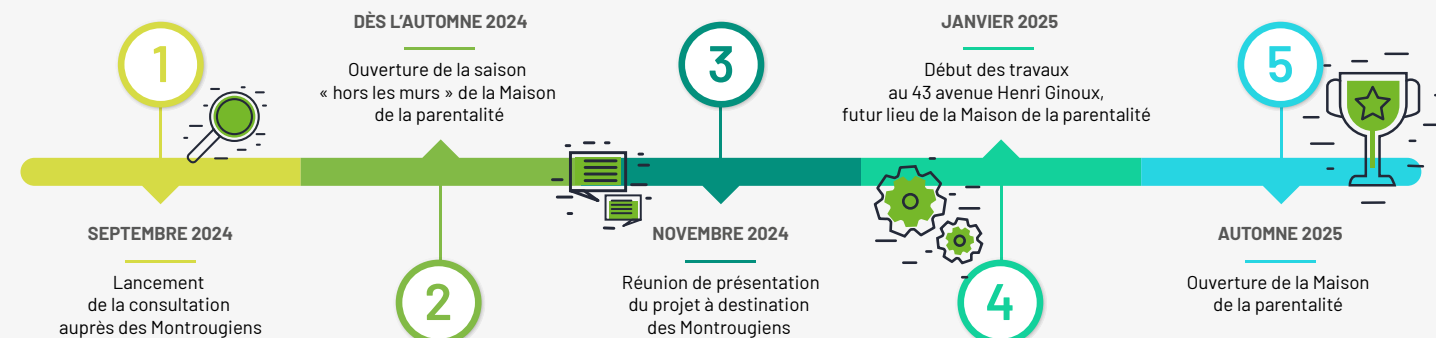 1
SEPTEMBRE 2024
Lancement
de la consultation
auprès des Montrougiens
DÈS L'AUTOMNE 2024
Ouverture de la saison
« hors les murs » de la Maison
de la parentalité
2
3
NOVEMBRE 2024
Réunion de présentation
du projet à destination
des Montrougiens
JANVIER 2025
Début des travaux
au 43 avenue Henri Ginoux,
futur lieu de la Maison de la parentalité
4
5
AUTOMNE 2025
Ouverture de la Maison
de la parentalité